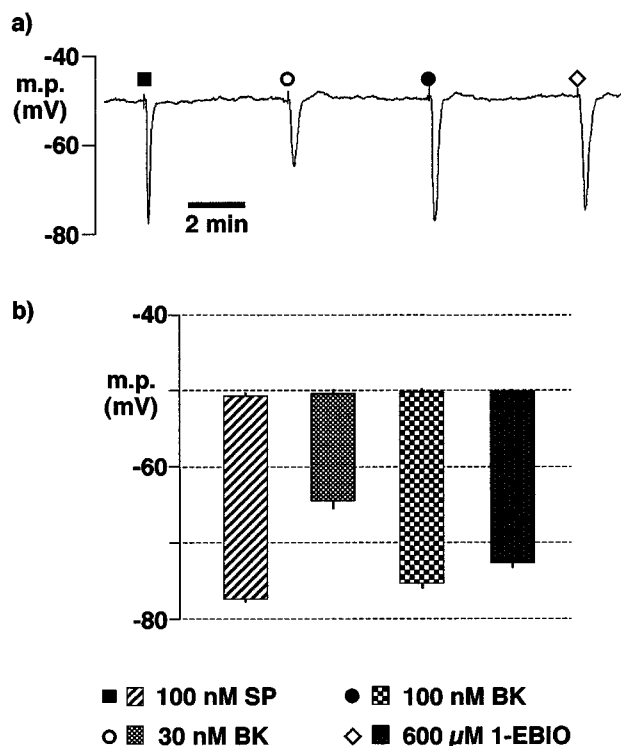 a)
-40
m.p.
(mV)
-60
2 min
-80
b)
-40
m.p.
(mV)
-60
-80
100 nM SP
100 nM BK
30 nM BK
600 µM 1-EBIO